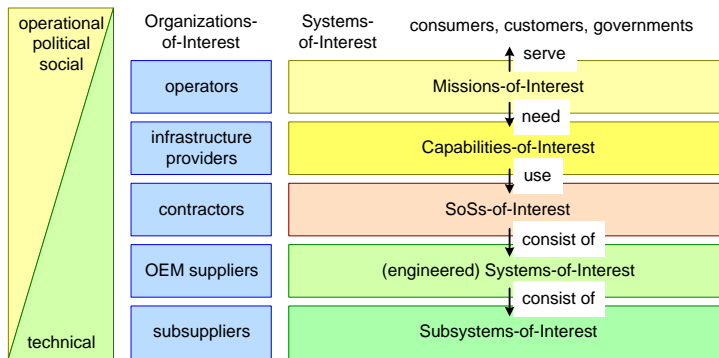 operational
political
social
technical
Organizations-
of-Interest
Systems-
of-Interest
consumers, customers, governments
serve
operators
Missions-of-Interest
need
infrastructure
providers
Capabilities-of-Interest
use
contractors
SoSs-of-Interest
consist of
OEM suppliers
(engineered) Systems-of-Interest
consist of
subsuppliers
Subsystems-of-Interest